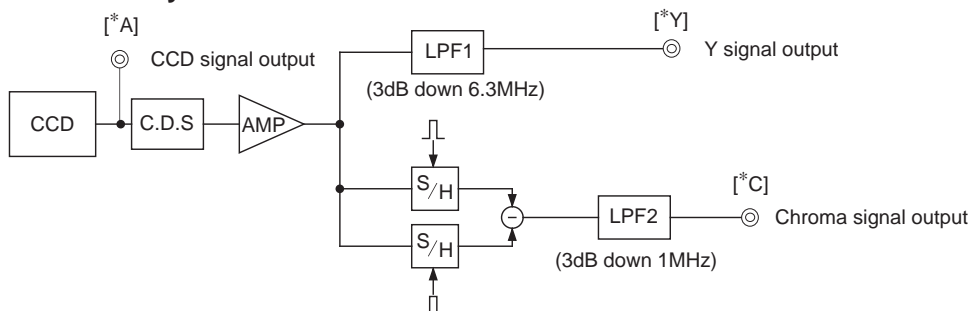 [*A]
CCD signal output
CCD
C.D.S
AMP
LPF1
(3dB down 6.3MHz)
[*Y]
Y signal output
S/H
S/H
LPF2
(3dB down 1MHz)
[*C]
Chroma signal output